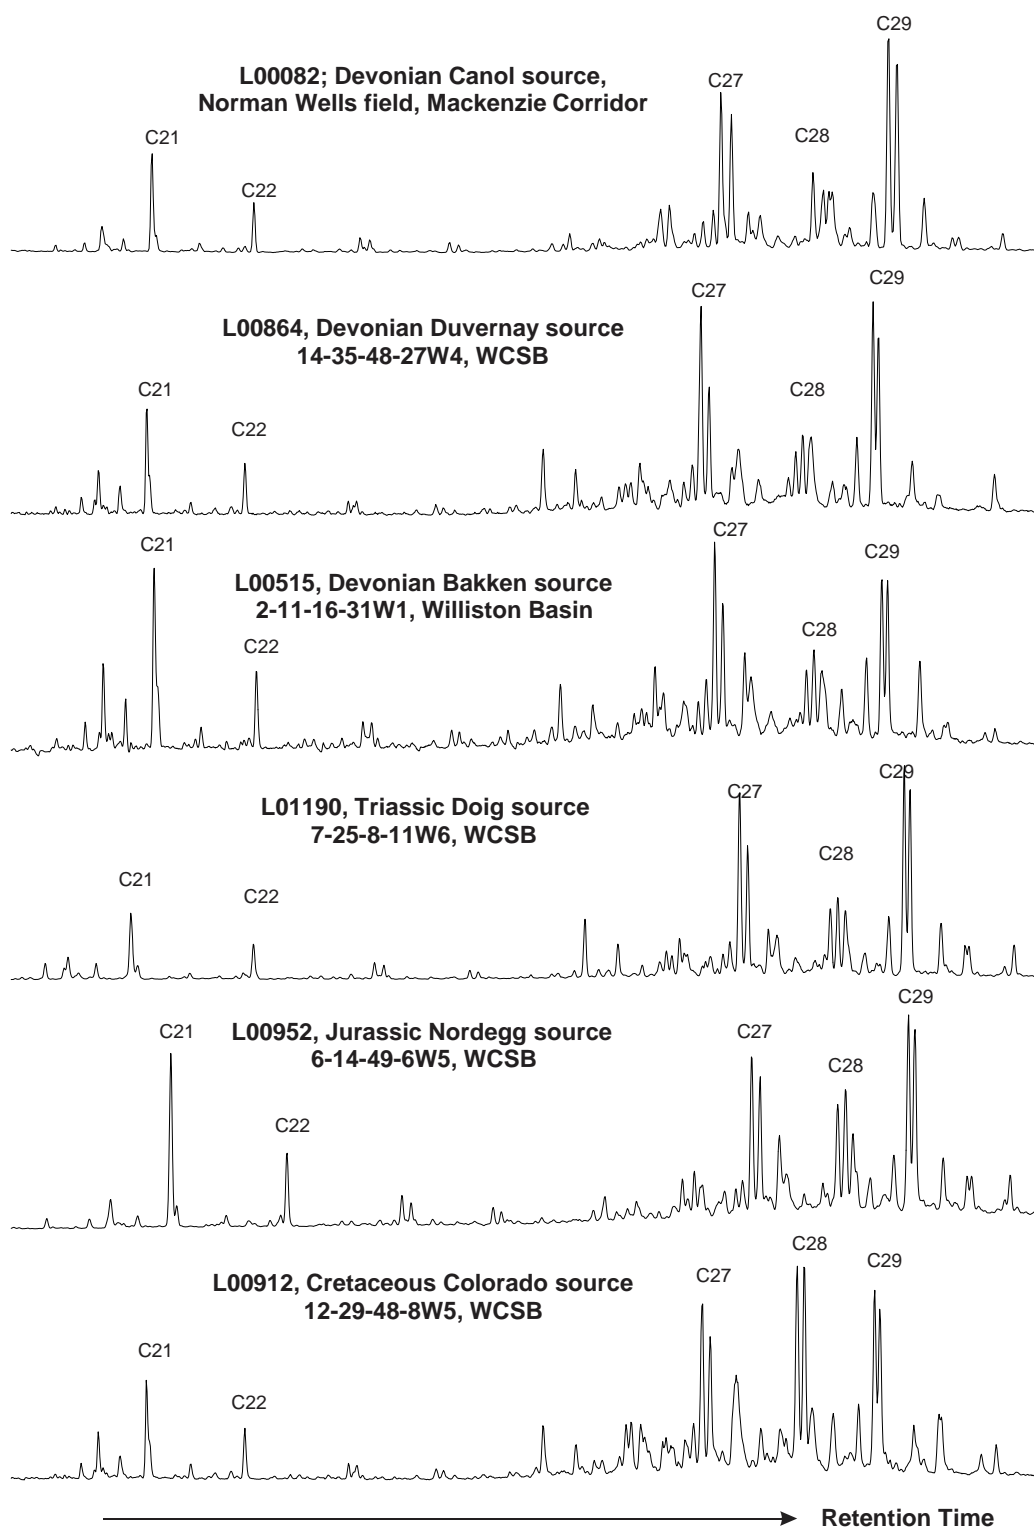 C29
L00082; Devonian Canol source,
C27
Norman Wells field, Mackenzie Corridor
C21
C28
C22
C29
C27
L00864, Devonian Duvernay source
14-35-48-27W4, WCSB
C21
C28
C22
C27
C21
C29
L00515, Devonian Bakken source
2-11-16-31W1, Williston Basin
C28
C22
C29
C27
L01190, Triassic Doig source
7-25-8-11W6, WCSB
C28
C21
C22
C29
C21
L00952, Jurassic Nordegg source
C27
6-14-49-6W5, WCSB
C28
C22
C28
C29
C27
L00912, Cretaceous Colorado source
12-29-48-8W5, WCSB
C21
C22
Retention Time